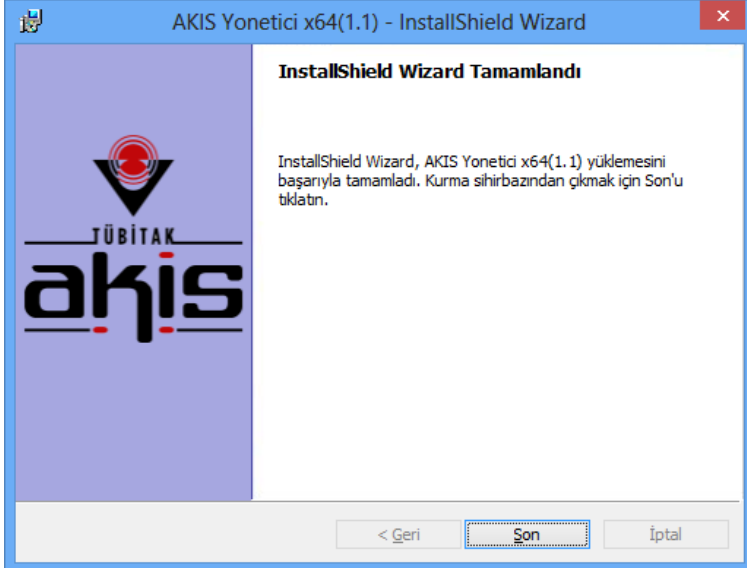 AKIS Yonetici x64(1.1) - InstallShield Wizard
InstallShield Wizard Tamamlandı
InstallShield Wizard, AKIS Yonetici x64(1.1) yüklemesini
başarıyla tamamladı. Kurma sihirbazından çıkmak için Son'u
tıklatın.
TÜBİTAK
akis
< Geri
Son
İptal